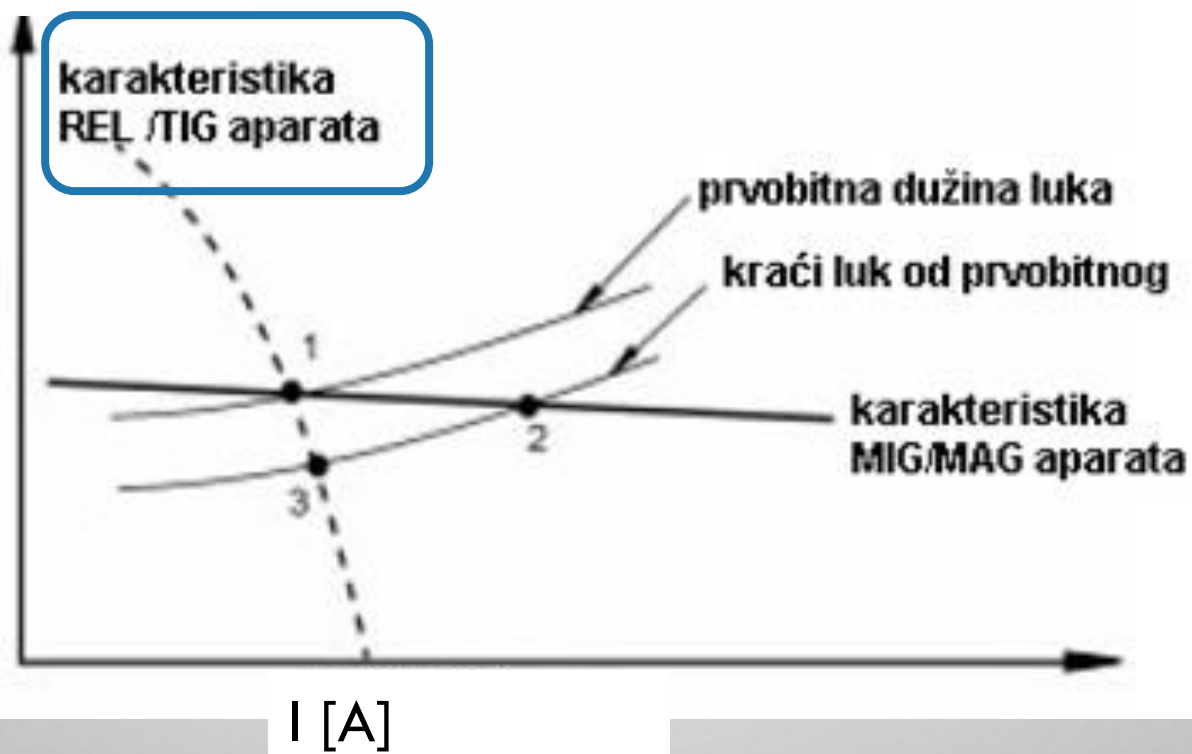 karakteristika
REL /TIG aparata
prvobitna dužina luka
kraći luk od prvobitnog
1
2
karakteristika
MIG/MAG aparata
3
I [A]